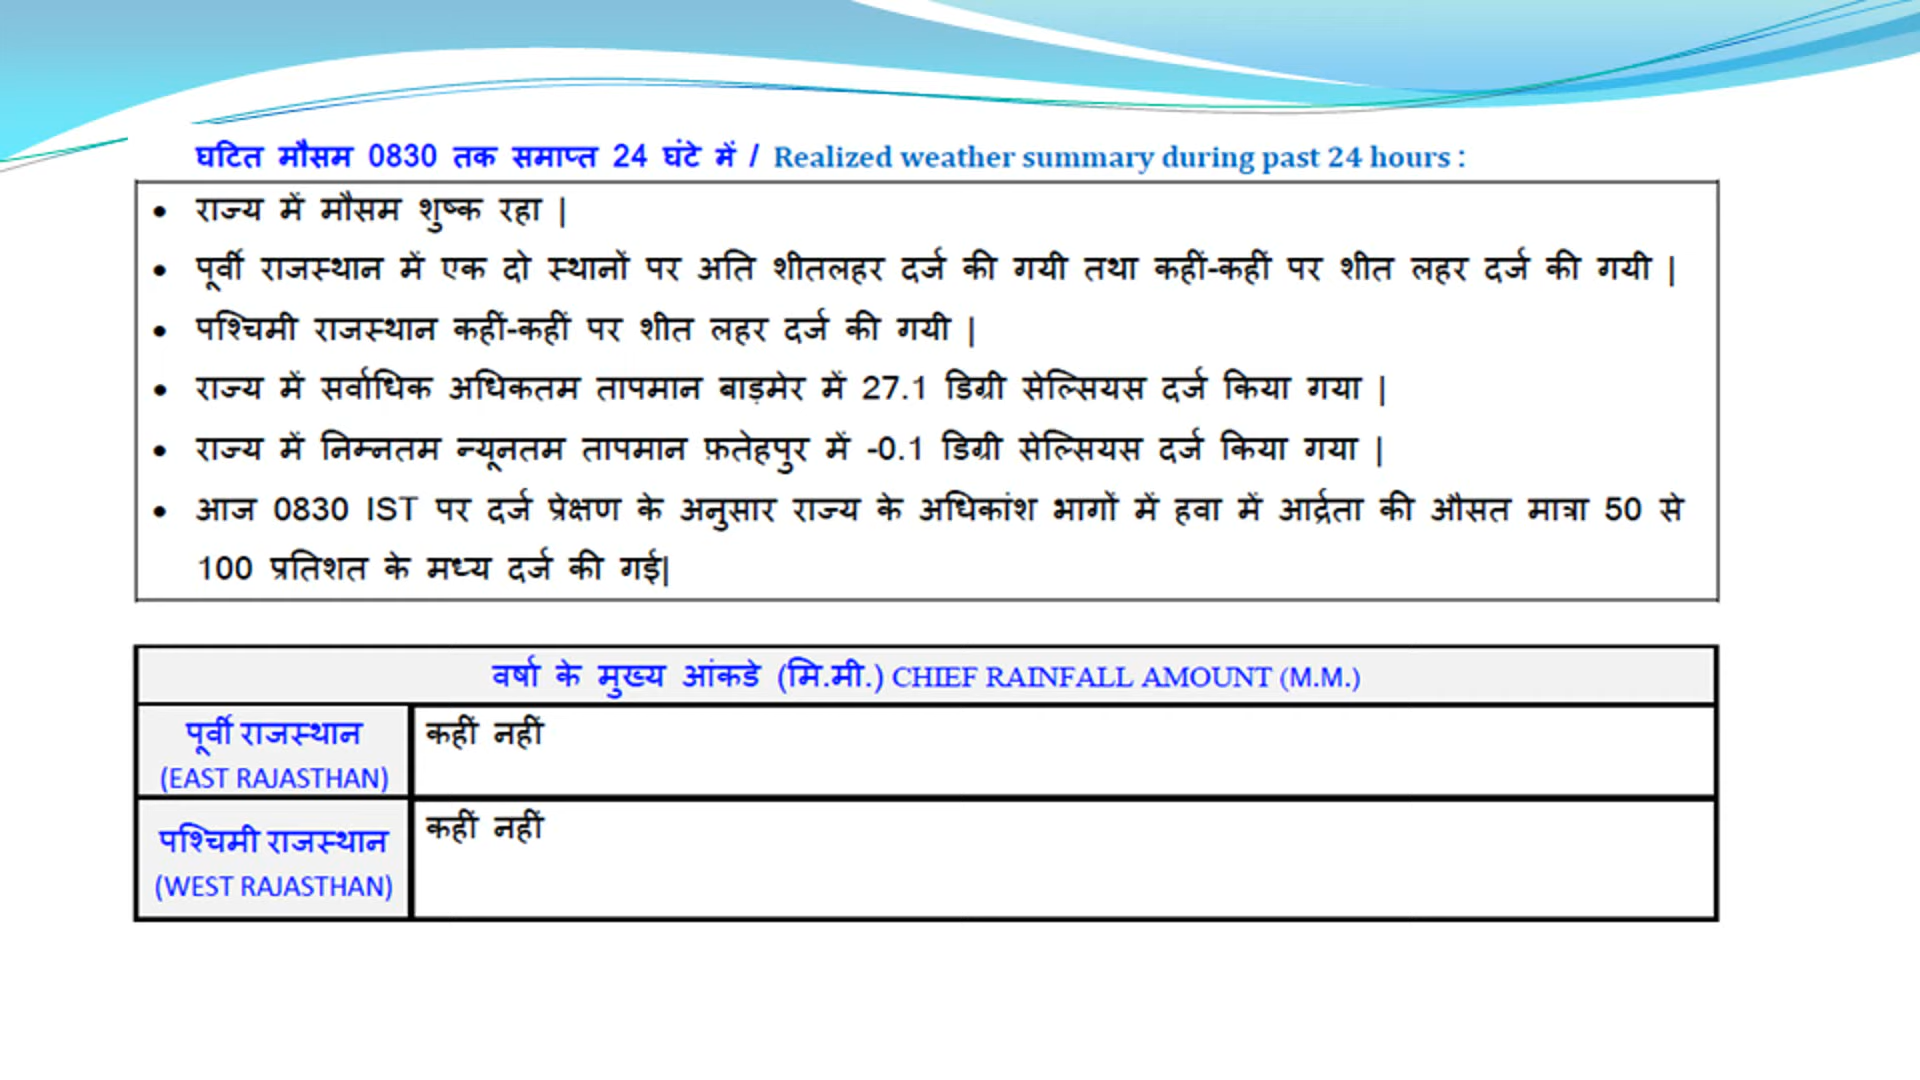 घटित मौसम 0830 तक समाप्त 24 घंटे में / Realized weather summary during past 24 hours :
• राज्य में मौसम शुष्क रहा |
• पूर्वी राजस्थान में एक दो स्थानों पर अति शीतलहर दर्ज की गयी तथा कहीं-कहीं पर शीत लहर दर्ज की गयी |
• पश्चिमी राजस्थान कहीं-कहीं पर शीत लहर दर्ज की गयी |
• राज्य में सर्वाधिक अधिकतम तापमान बाड़मेर में 27.1 डिग्री सेल्सियस दर्ज किया गया |
• राज्य में निम्नतम न्यूनतम तापमान फ़तेहपुर में -0.1 डिग्री सेल्सियस दर्ज किया गया |
• आज 0830 IST पर दर्ज प्रेक्षण के अनुसार राज्य के अधिकांश भागों में हवा में आर्द्रता की औसत मात्रा 50 से
100 प्रतिशत के मध्य दर्ज की गई|
वर्षा के मुख्य आंकडे (मि.मी.) CHIEF RAINFALL AMOUNT (M.M.)
पूर्वी राजस्थान
(EAST RAJASTHAN)
कहीं नहीं
पश्चिमी राजस्थान
(WEST RAJASTHAN)
कहीं नहीं